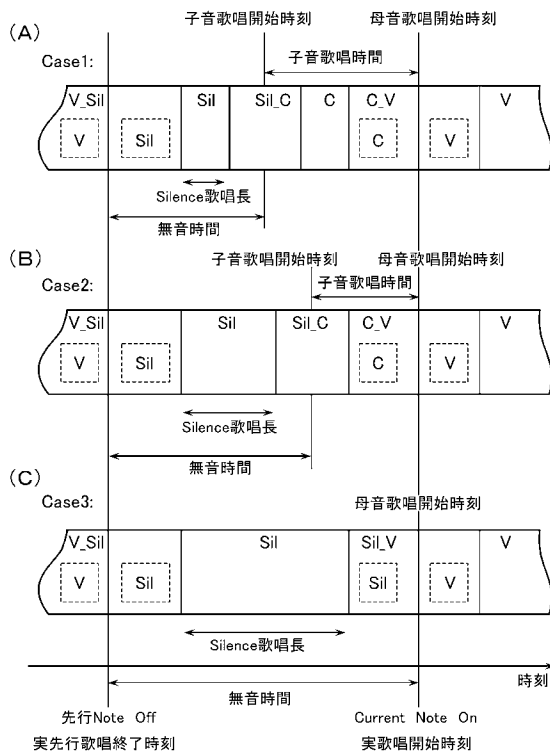 (A)
子音歌唱開始時刻 母音歌唱開始時刻
Case1:
子音歌唱時間
V_Sil Sil Sil_C C C_V V
V Sil C V
Silence歌唱長
無音時間
(B)
子音歌唱開始時刻 母音歌唱開始時刻
Case2:
子音歌唱時間
V_Sil Sil Sil_C C_V V
V Sil C V
Silence歌唱長
無音時間
(C)
Case3:
母音歌唱開始時刻
V_Sil Sil Sil_V V
V Sil Sil V
Silence歌唱長
時刻
無音時間
先行Note Off Current Note On
実先行歌唱終了時刻 実歌唱開始時刻